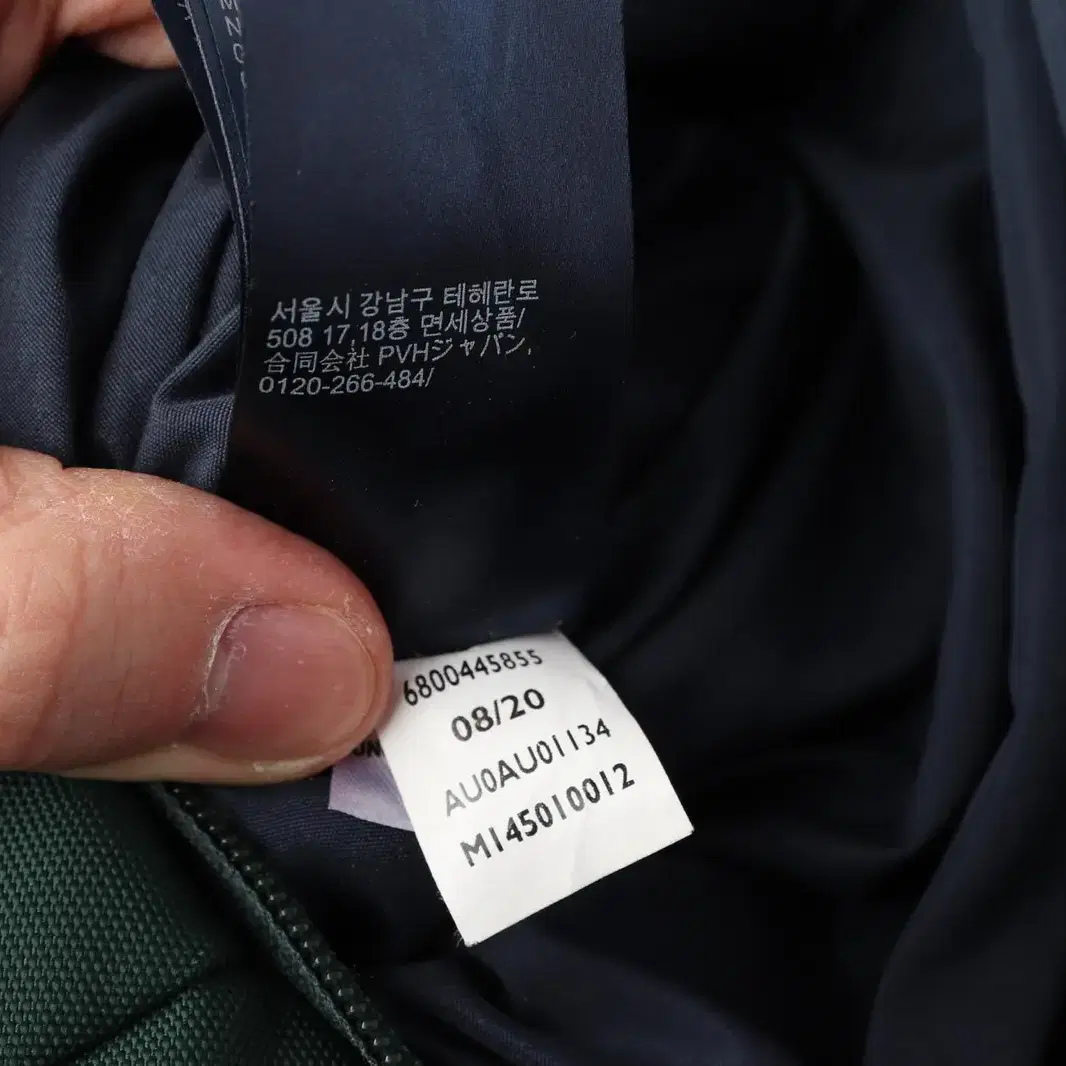 서울시 강남구 테헤란로
508 17,18층 면세상품/
合同会社 PVHジャパン,
0120-266-484/
6800445855
08/20
AU0AU01134
M145010012